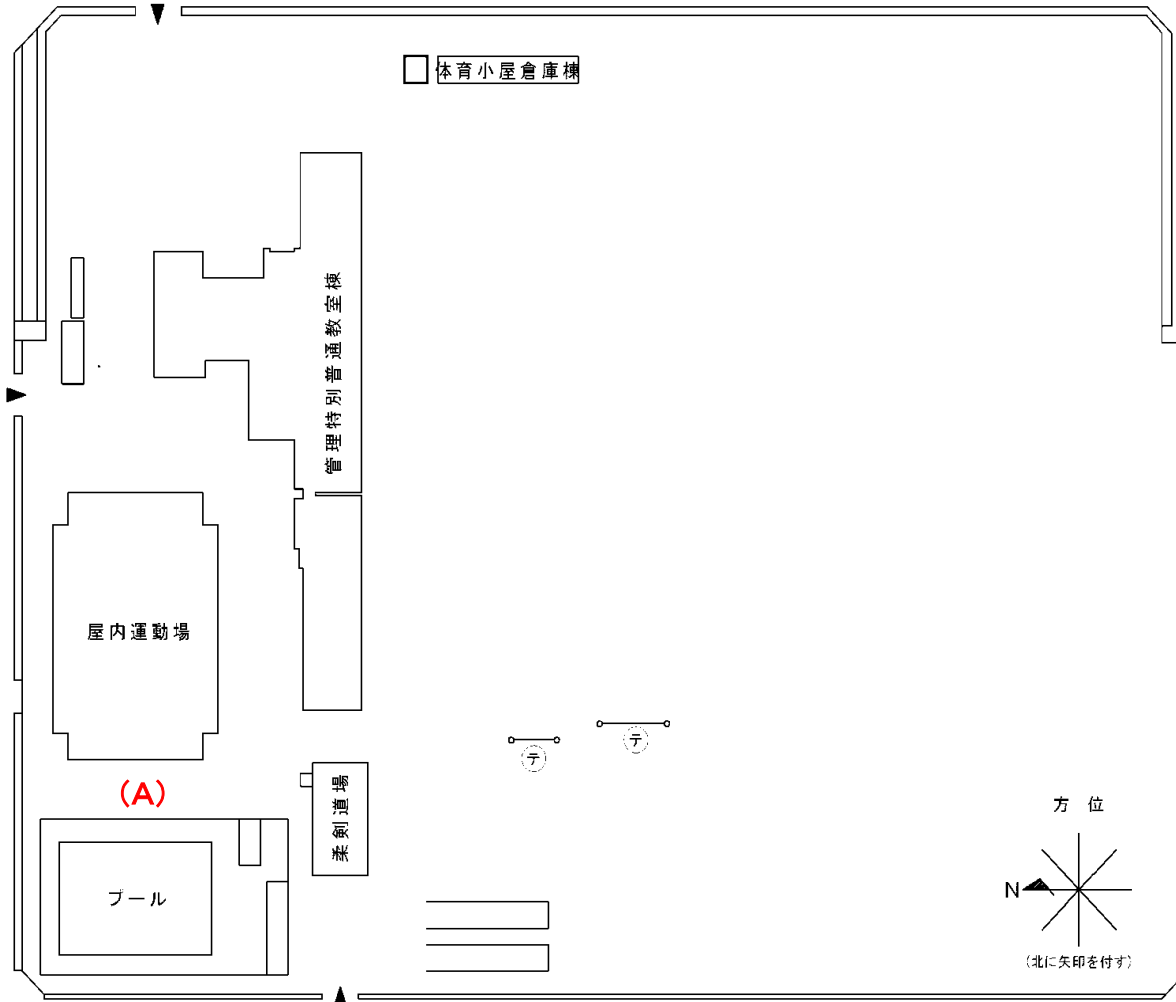 体育小屋倉庫棟
管理特別普通教室棟
屋内運動場
(A)
柔剣道場
プール
テ
テ
方位
N
(北に矢印を付す)